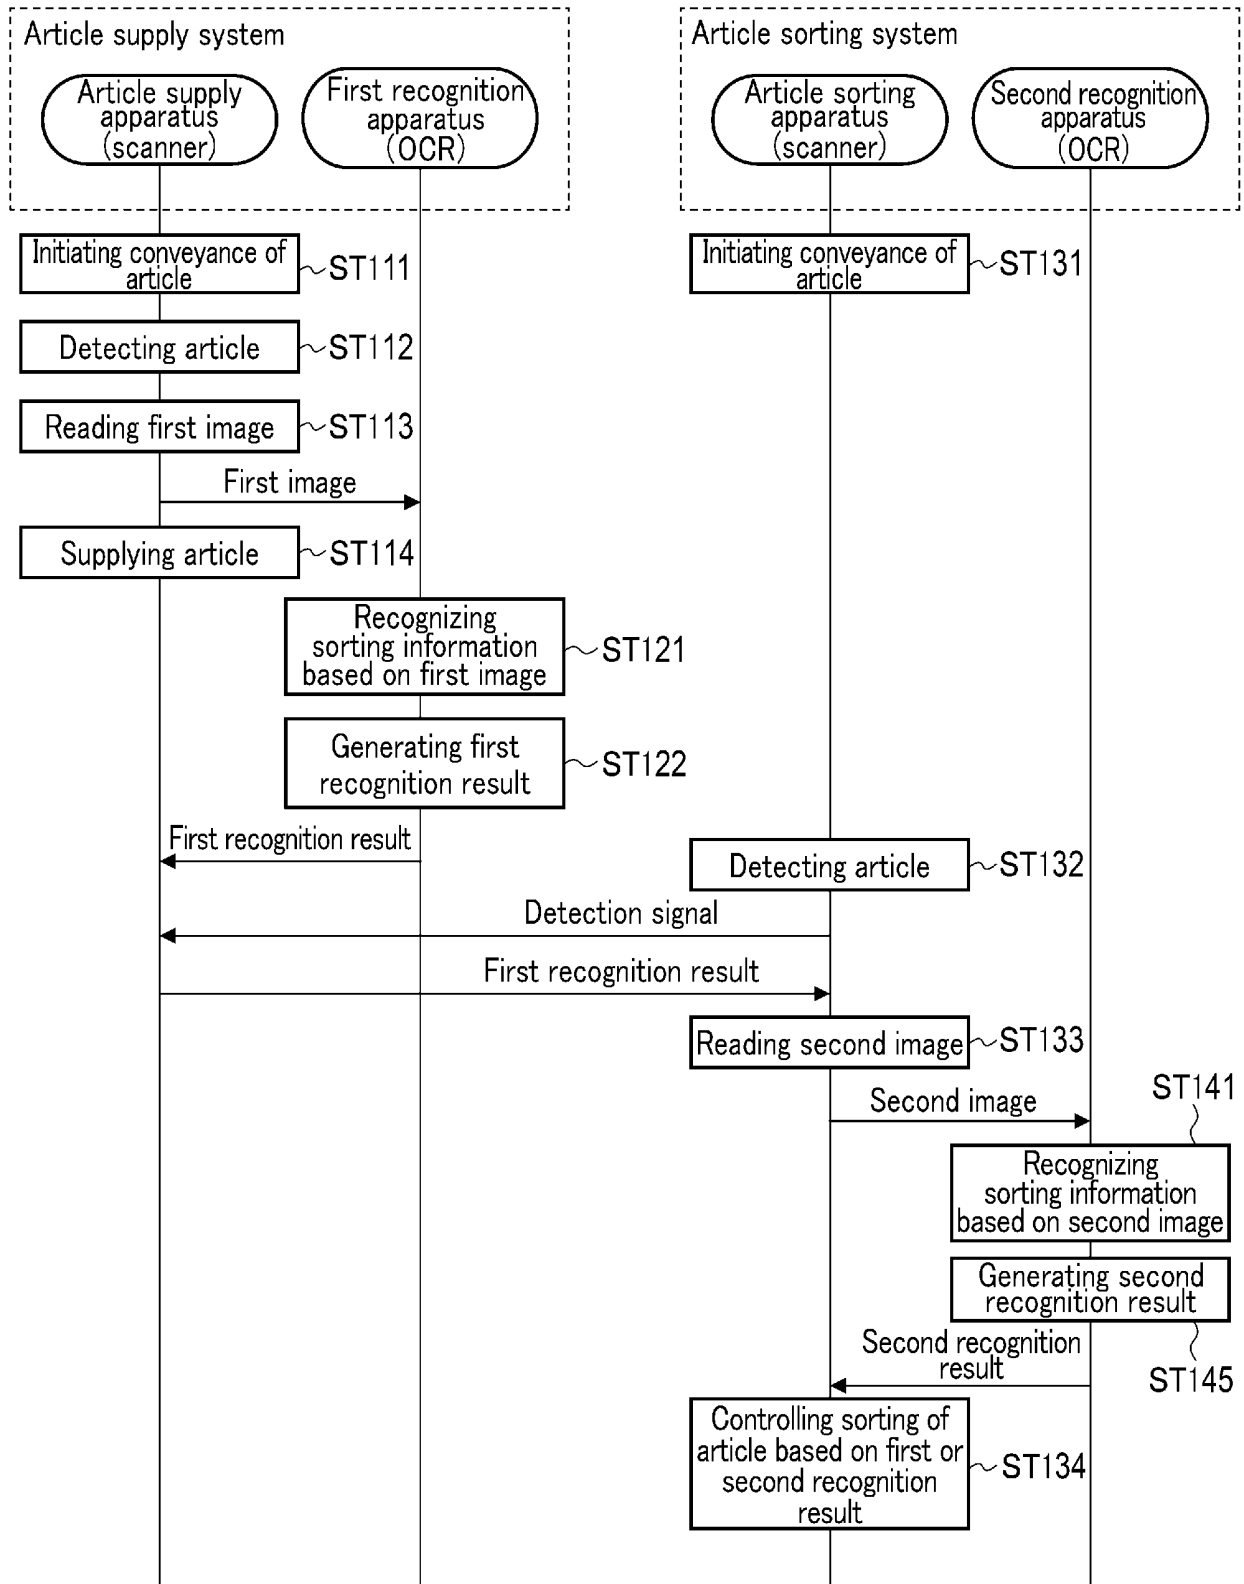 Article supply system
Article supply
apparatus
(scanner)
First recognition
apparatus
(OCR)
Article sorting system
Article sorting
apparatus
(scanner)
Second recognition
apparatus
(OCR)
Initiating conveyance of
article
ST111
Initiating conveyance of
article
ST131
Detecting article
ST112
Reading first image
ST113
First image
Supplying article
ST114
Recognizing
sorting information
based on first image
ST121
Generating first
recognition result
ST122
First recognition result
Detecting article
ST132
Detection signal
First recognition result
Reading second image
ST133
Second image
ST141
Recognizing
sorting information
based on second image
Generating second
recognition result
ST145
Second recognition
result
Controlling sorting of
article based on first or
second recognition
result
ST134